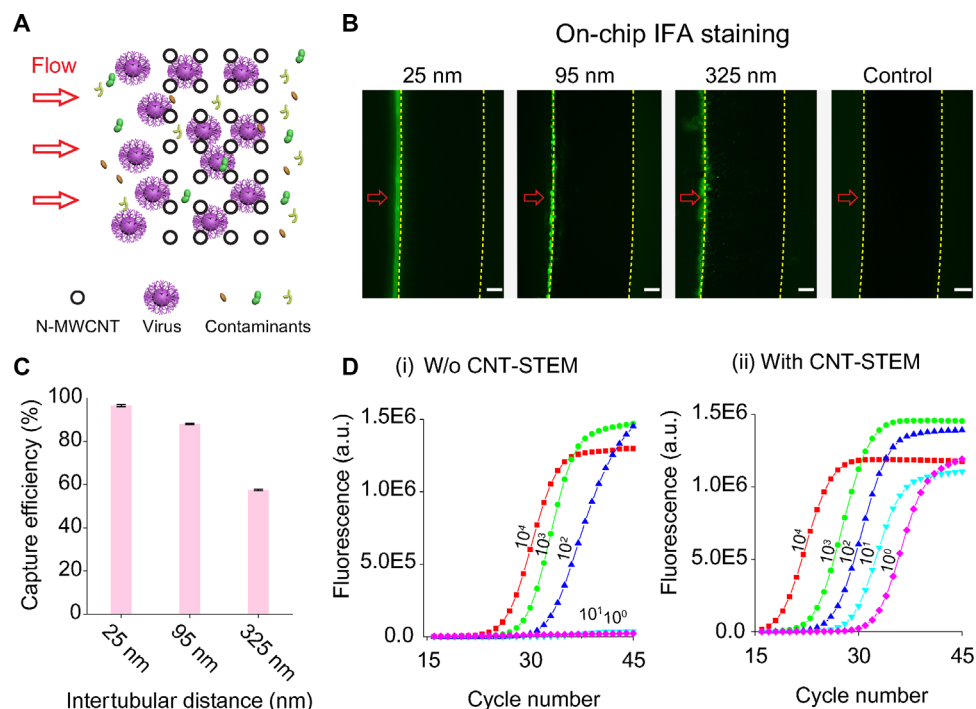 A
Flow
N-MWCNT
Virus
Contaminants
B
On-chip IFA staining
25 nm
95 nm
325 nm
Control
C
Capture efficiency (%)
100
80
60
40
20
0
25 nm
95 nm
325 nm
Intertubular distance (nm)
D
(i) W/o CNT-STEM
Fluorescence (a.u.)
1.5E6
1.0E6
5.0E5
0.0
10⁴
10³
10²
10¹
10⁰
15
30
45
Cycle number
(ii) With CNT-STEM
Fluorescence (a.u.)
1.5E6
1.0E6
5.0E5
0.0
10⁴
10³
10²
10¹
10⁰
15
30
45
Cycle number